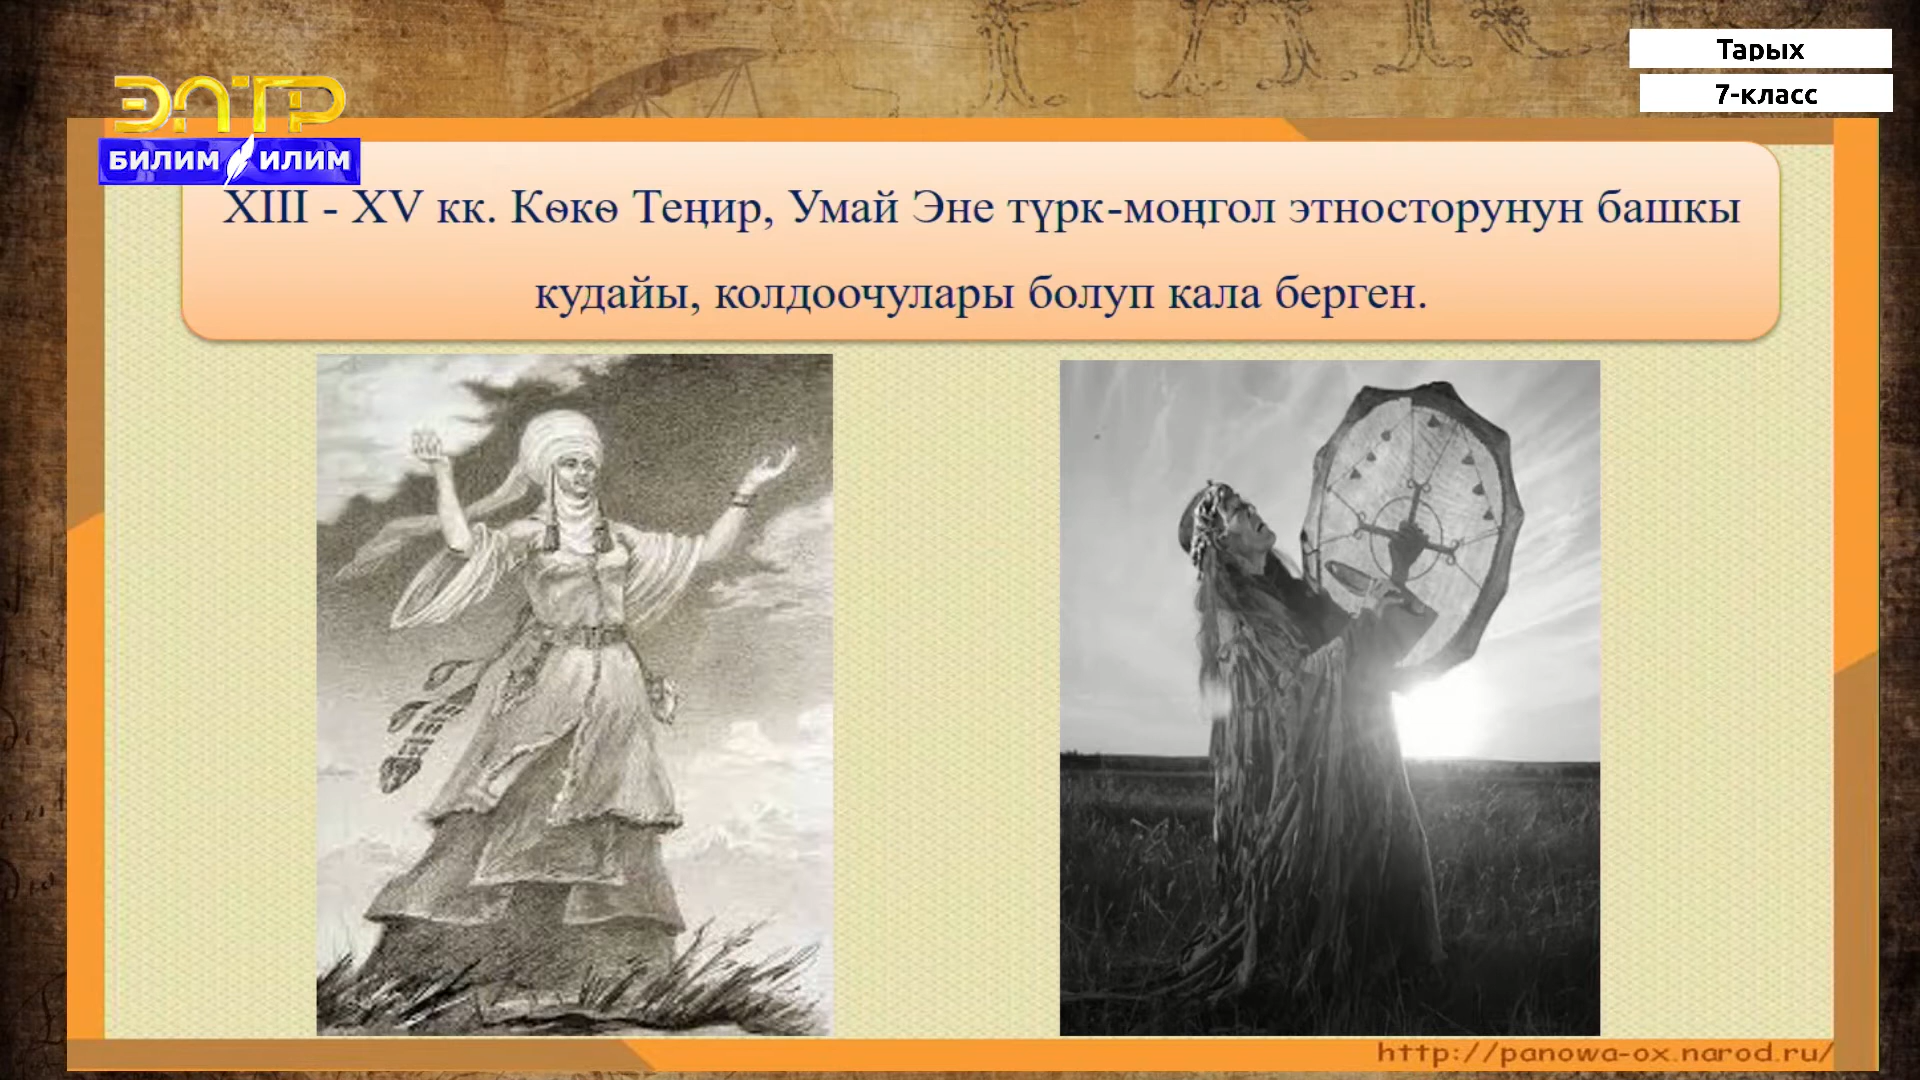 Тарых
7-класс
ЭЛТР
БИЛИМ ИЛИМ
XIII - XV кк. Көкө Теңир, Умай Эне түрк-моңгол этносторунун башкы
кудайы, колдоочулары болуп кала берген.
http://panowa-ox.narod.ru/